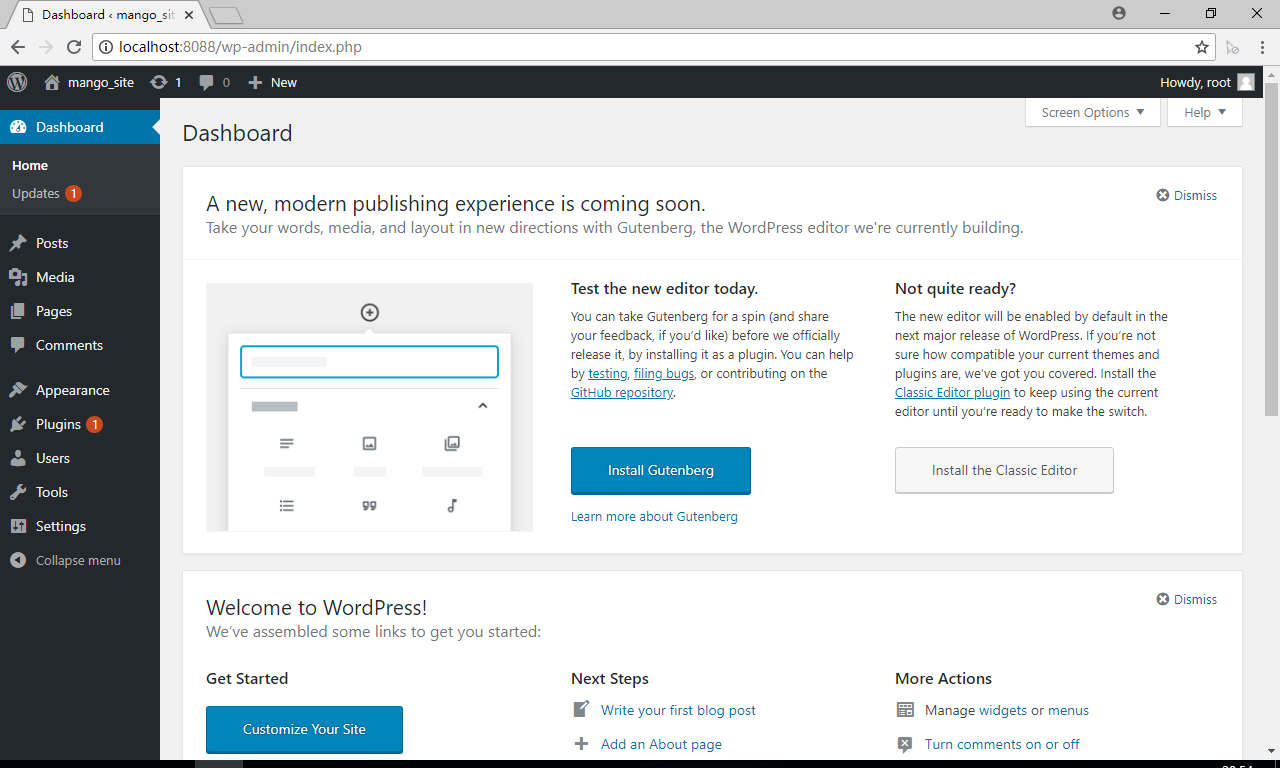 Dashboard ‹ mango_sit
localhost:8088/wp-admin/index.php
mango_site 1 0 New Howdy, root
Screen Options Help
Dashboard
Home
Updates 1
Posts
Media
Pages
Comments
Appearance
Plugins 1
Users
Tools
Settings
Collapse menu
Dashboard
A new, modern publishing experience is coming soon.
Dismiss
Take your words, media, and layout in new directions with Gutenberg, the WordPress editor we're currently building.
Test the new editor today.
You can take Gutenberg for a spin (and share
your feedback, if you'd like) before we officially
release it, by installing it as a plugin. You can help
by testing, filing bugs, or contributing on the
GitHub repository.
Install Gutenberg
Learn more about Gutenberg
Not quite ready?
The new editor will be enabled by default in the
next major release of WordPress. If you're not
sure how compatible your current themes and
plugins are, we've got you covered. Install the
Classic Editor plugin to keep using the current
editor until you're ready to make the switch.
Install the Classic Editor
Welcome to WordPress!
Dismiss
We've assembled some links to get you started:
Get Started
Customize Your Site
Next Steps
Write your first blog post
Add an About page
More Actions
Manage widgets or menus
Turn comments on or off